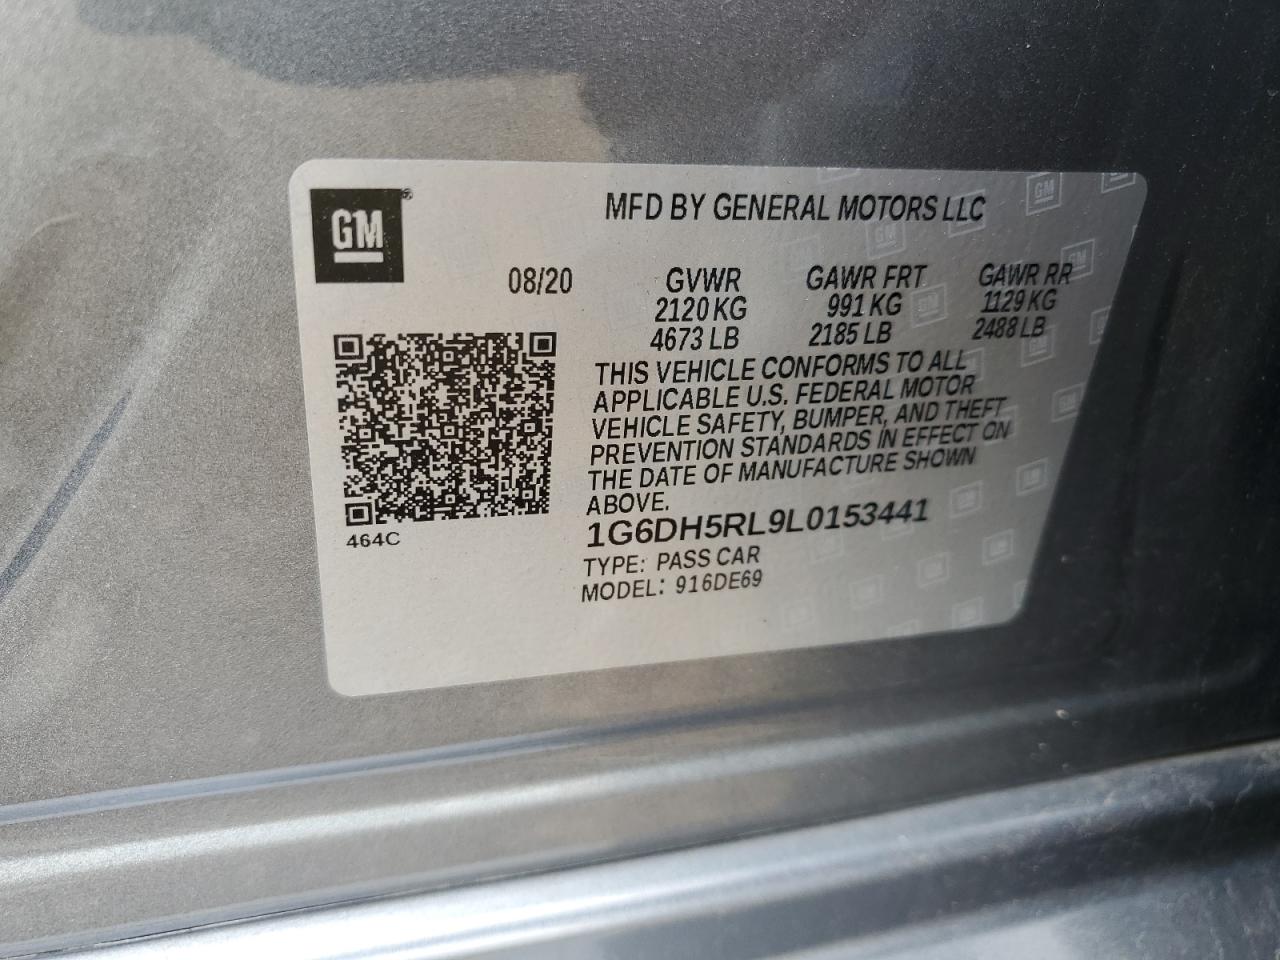 GM®
MFD BY GENERAL MOTORS LLC
08/20 GVWR GAWR FRT GAWR RR
2120 KG 991 KG 1129 KG
4673 LB 2185 LB 2488 LB
THIS VEHICLE CONFORMS TO ALL
APPLICABLE U.S. FEDERAL MOTOR
VEHICLE SAFETY, BUMPER, AND THEFT
PREVENTION STANDARDS IN EFFECT ON
THE DATE OF MANUFACTURE SHOWN
ABOVE.
464C
1G6DH5RL9L0153441
TYPE: PASS CAR
MODEL: 916DE69